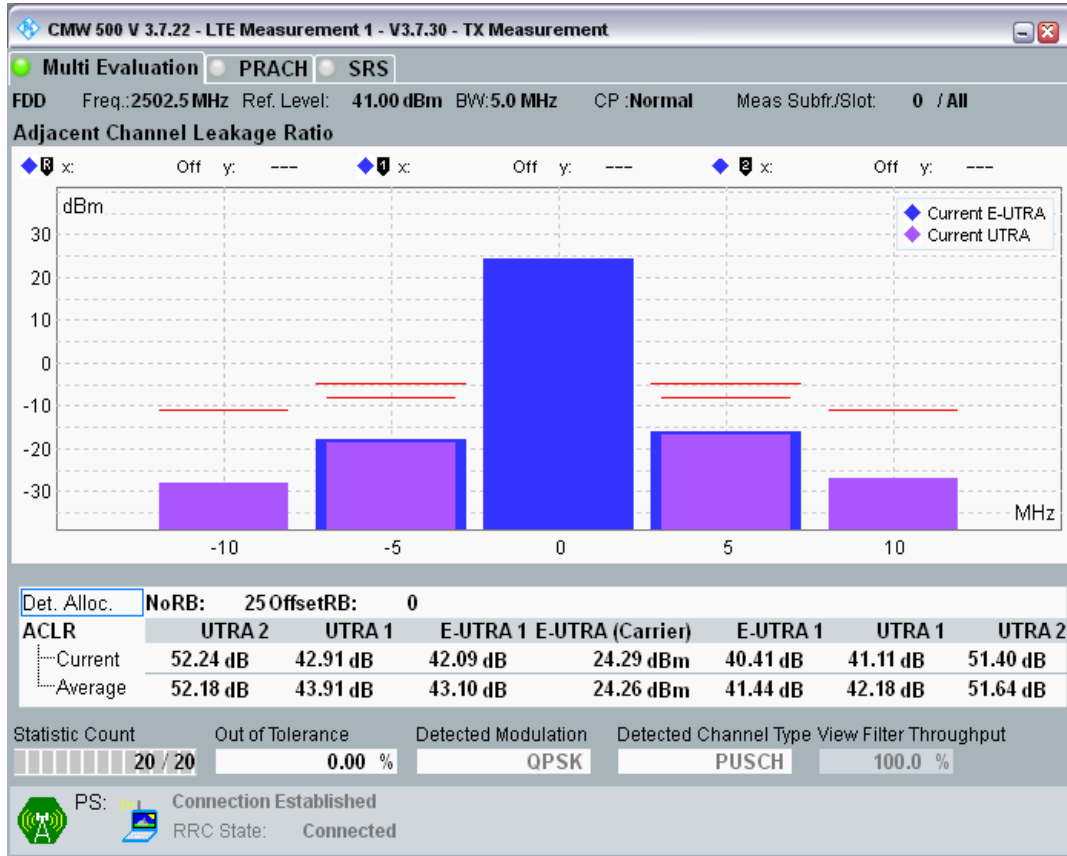 CMW 500 V 3.7.22 - LTE Measurement 1 - V3.7.30 - TX Measurement
Multi Evaluation PRACH SRS
FDD Freq.:2502.5 MHz Ref. Level: 41.00 dBm BW:5.0 MHz CP :Normal Meas Subfr./Slot: 0 / All
Adjacent Channel Leakage Ratio
R x: Off y: --- 1 x: Off y: --- 2 x: Off y: ---
dBm
Current E-UTRA
Current UTRA
30
20
10
0
-10
-20
-30
MHz
-10 -5 0 5 10
Det. Alloc. NoRB: 25 OffsetRB: 0
ACLR UTRA 2 UTRA 1 E-UTRA 1 E-UTRA (Carrier) E-UTRA 1 UTRA 1 UTRA 2
Current 52.24 dB 42.91 dB 42.09 dB 24.29 dBm 40.41 dB 41.11 dB 51.40 dB
Average 52.18 dB 43.91 dB 43.10 dB 24.26 dBm 41.44 dB 42.18 dB 51.64 dB
Statistic Count Out of Tolerance Detected Modulation Detected Channel Type View Filter Throughput
20 / 20 0.00 % QPSK PUSCH 100.0 %
PS: Connection Established
RRC State: Connected